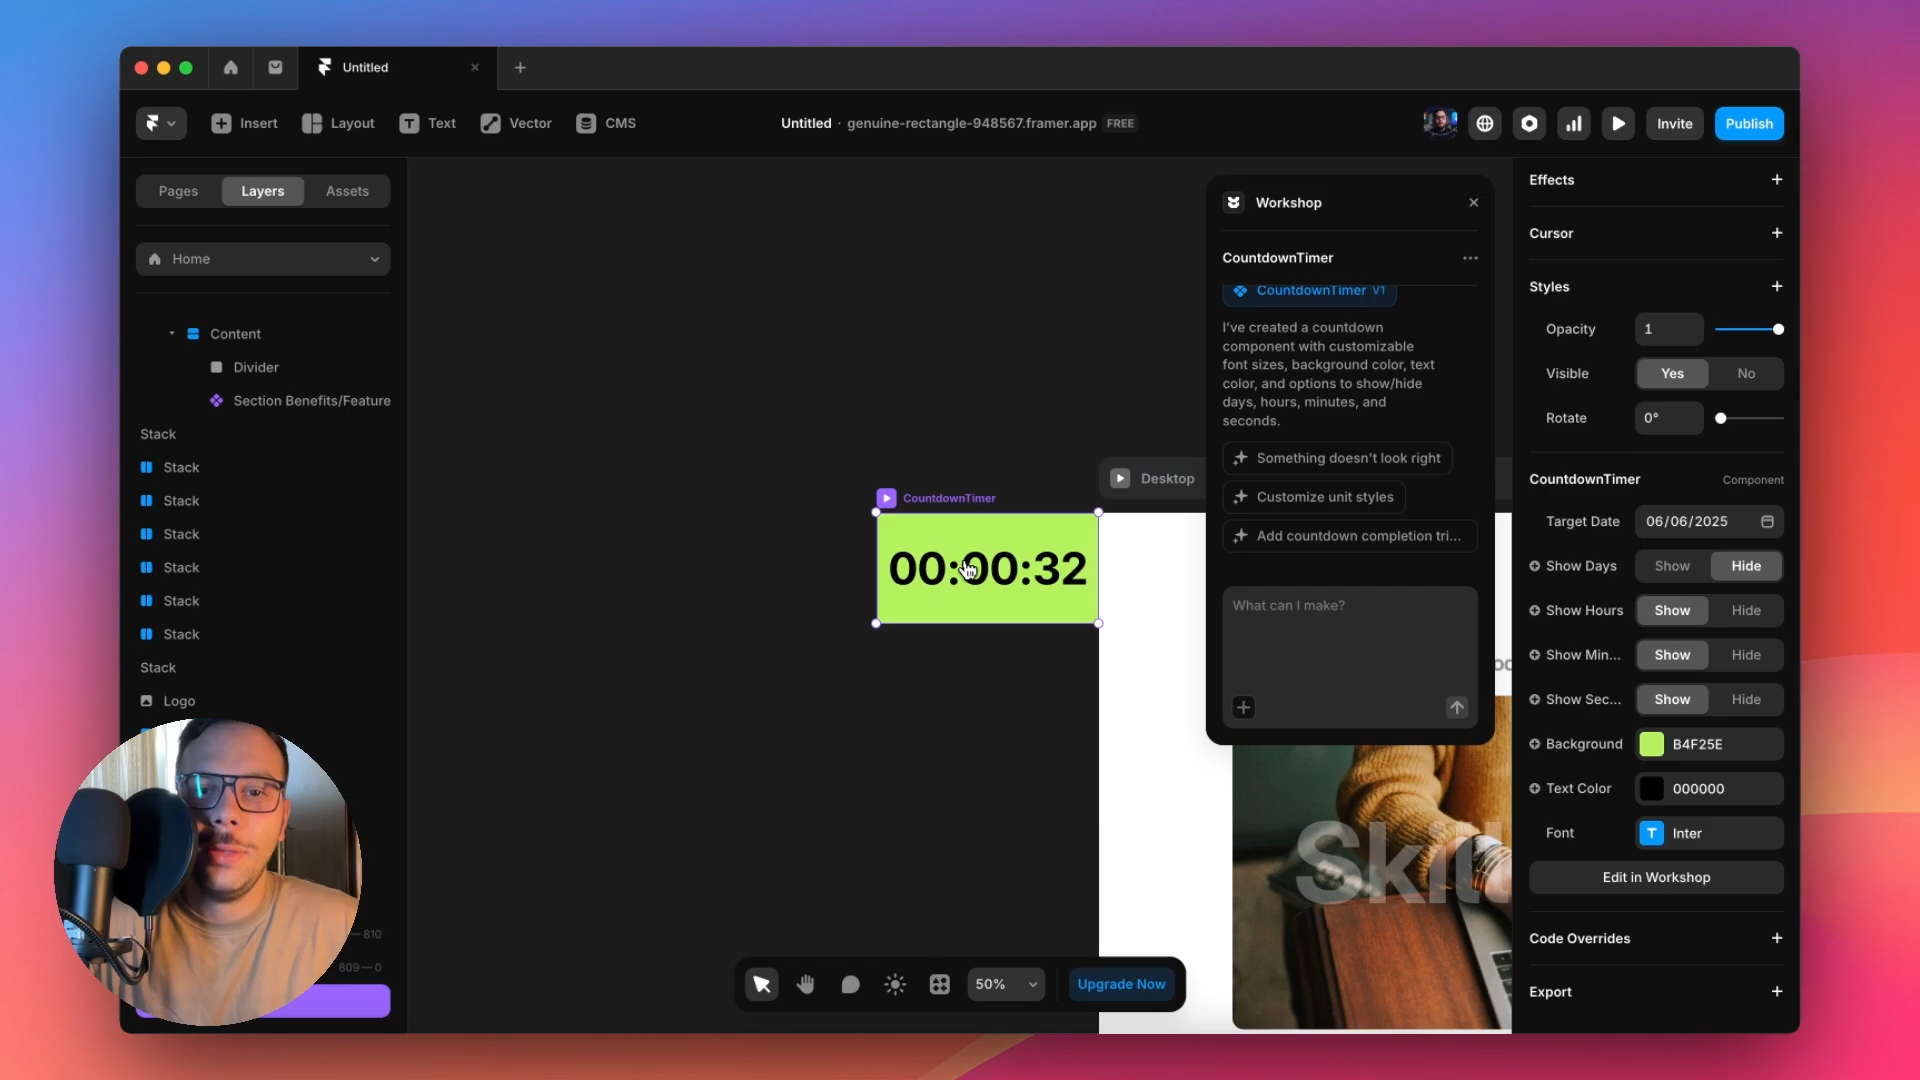 Untitled
Insert
Layout
Text
Vector
CMS
Untitled · genuine-rectangle-948567.framer.app FREE
Invite
Publish
Pages
Layers
Assets
Home
Content
Divider
Section Benefits/Feature
Stack
Stack
Stack
Stack
Stack
Stack
Stack
Stack
Logo
810
809—0
CountdownTimer
00:00:32
Desktop
Skill
50%
Upgrade Now
Workshop
CountdownTimer
CountdownTimer V1
I've created a countdown
component with customizable
font sizes, background color, text
color, and options to show/hide
days, hours, minutes, and
seconds.
Something doesn't look right
Customize unit styles
Add countdown completion tri...
What can I make?
Effects
Cursor
Styles
Opacity 1
Visible Yes No
Rotate 0°
CountdownTimer Component
Target Date 06/06/2025
Show Days Show Hide
Show Hours Show Hide
Show Min... Show Hide
Show Sec... Show Hide
Background B4F25E
Text Color 000000
Font T Inter
Edit in Workshop
Code Overrides
Export